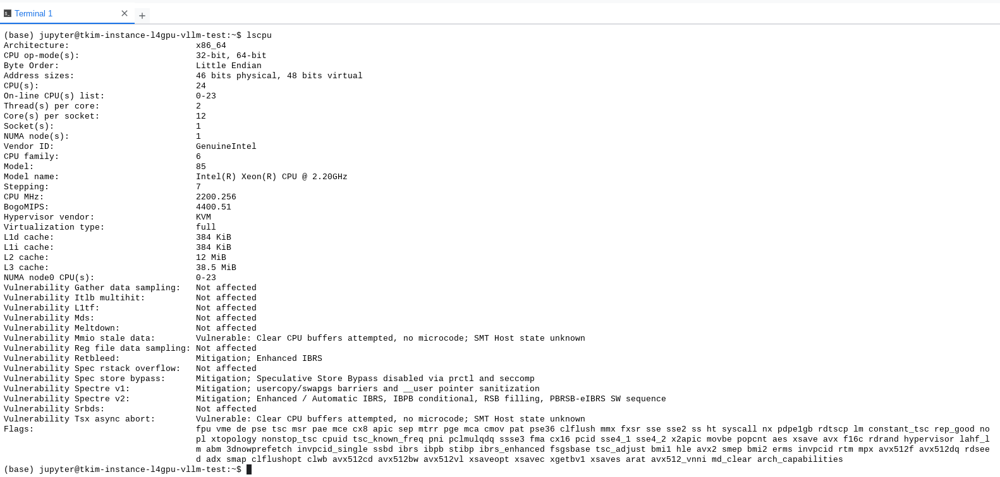 Terminal 1
(base) jupyter@tkim-instance-l4gpu-vllm-test:~$ lscpu
Architecture: x86_64
CPU op-mode(s): 32-bit, 64-bit
Byte Order: Little Endian
Address sizes: 46 bits physical, 48 bits virtual
CPU(s): 24
On-line CPU(s) list: 0-23
Thread(s) per core: 2
Core(s) per socket: 12
Socket(s): 1
NUMA node(s): 1
Vendor ID: GenuineIntel
CPU family: 6
Model: 85
Model name: Intel(R) Xeon(R) CPU @ 2.20GHz
Stepping: 7
CPU MHz: 2200.256
BogoMIPS: 4400.51
Hypervisor vendor: KVM
Virtualization type: full
L1d cache: 384 KiB
L1i cache: 384 KiB
L2 cache: 12 MiB
L3 cache: 38.5 MiB
NUMA node0 CPU(s): 0-23
Vulnerability Gather data sampling: Not affected
Vulnerability Itlb multihit: Not affected
Vulnerability L1tf: Not affected
Vulnerability Mds: Not affected
Vulnerability Meltdown: Not affected
Vulnerability Mmio stale data: Vulnerable: Clear CPU buffers attempted, no microcode; SMT Host state unknown
Vulnerability Reg file data sampling: Not affected
Vulnerability Retbleed: Mitigation; Enhanced IBRS
Vulnerability Spec rstack overflow: Not affected
Vulnerability Spec store bypass: Mitigation; Speculative Store Bypass disabled via prctl and seccomp
Vulnerability Spectre v1: Mitigation; usercopy/swapgs barriers and __user pointer sanitization
Vulnerability Spectre v2: Mitigation; Enhanced / Automatic IBRS, IBPB conditional, RSB filling, PBRSB-eIBRS SW sequence
Vulnerability Srbds: Not affected
Vulnerability Tsx async abort: Vulnerable: Clear CPU buffers attempted, no microcode; SMT Host state unknown
Flags: fpu vme de pse tsc msr pae mce cx8 apic sep mtrr pge mca cmov pat pse36 clflush mmx fxsr sse sse2 ss ht syscall nx pdpe1gb rdtscp lm constant_tsc rep_good no
pl xtopology nonstop_tsc cpuid tsc_known_freq pni pclmulqdq ssse3 fma cx16 pcid sse4_1 sse4_2 x2apic movbe popcnt aes xsave avx f16c rdrand hypervisor lahf_l
m abm 3dnowprefetch invpcid_single ssbd ibrs ibpb stibp ibrs_enhanced fsgsbase tsc_adjust bmi1 hle avx2 smep bmi2 erms invpcid rtm mpx avx512f avx512dq rdsee
d adx smap clflushopt clwb avx512cd avx512bw avx512vl xsaveopt xsavec xgetbv1 xsaves arat avx512_vnni md_clear arch_capabilities
(base) jupyter@tkim-instance-l4gpu-vllm-test:~$